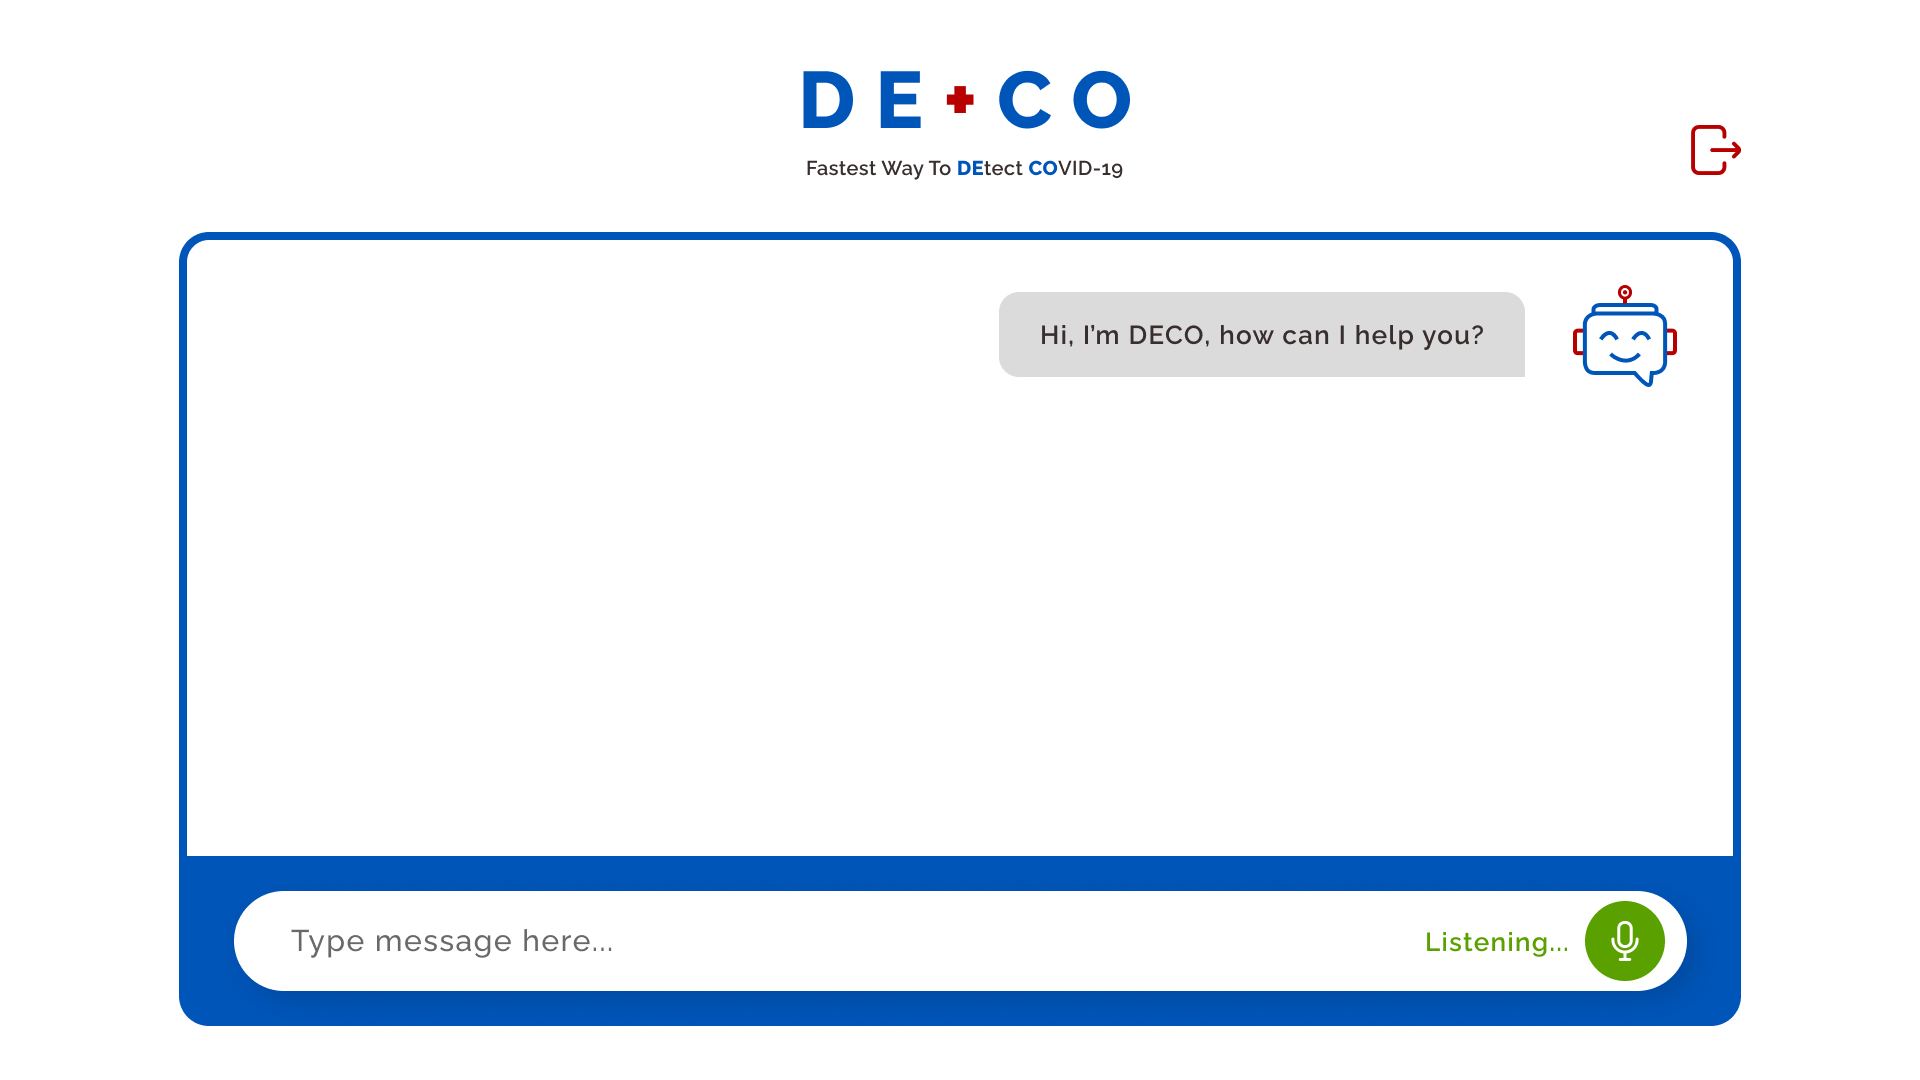 DE+CO
Fastest Way To DEtect COVID-19
Hi, I’m DECO, how can I help you?
Type message here...
Listening...